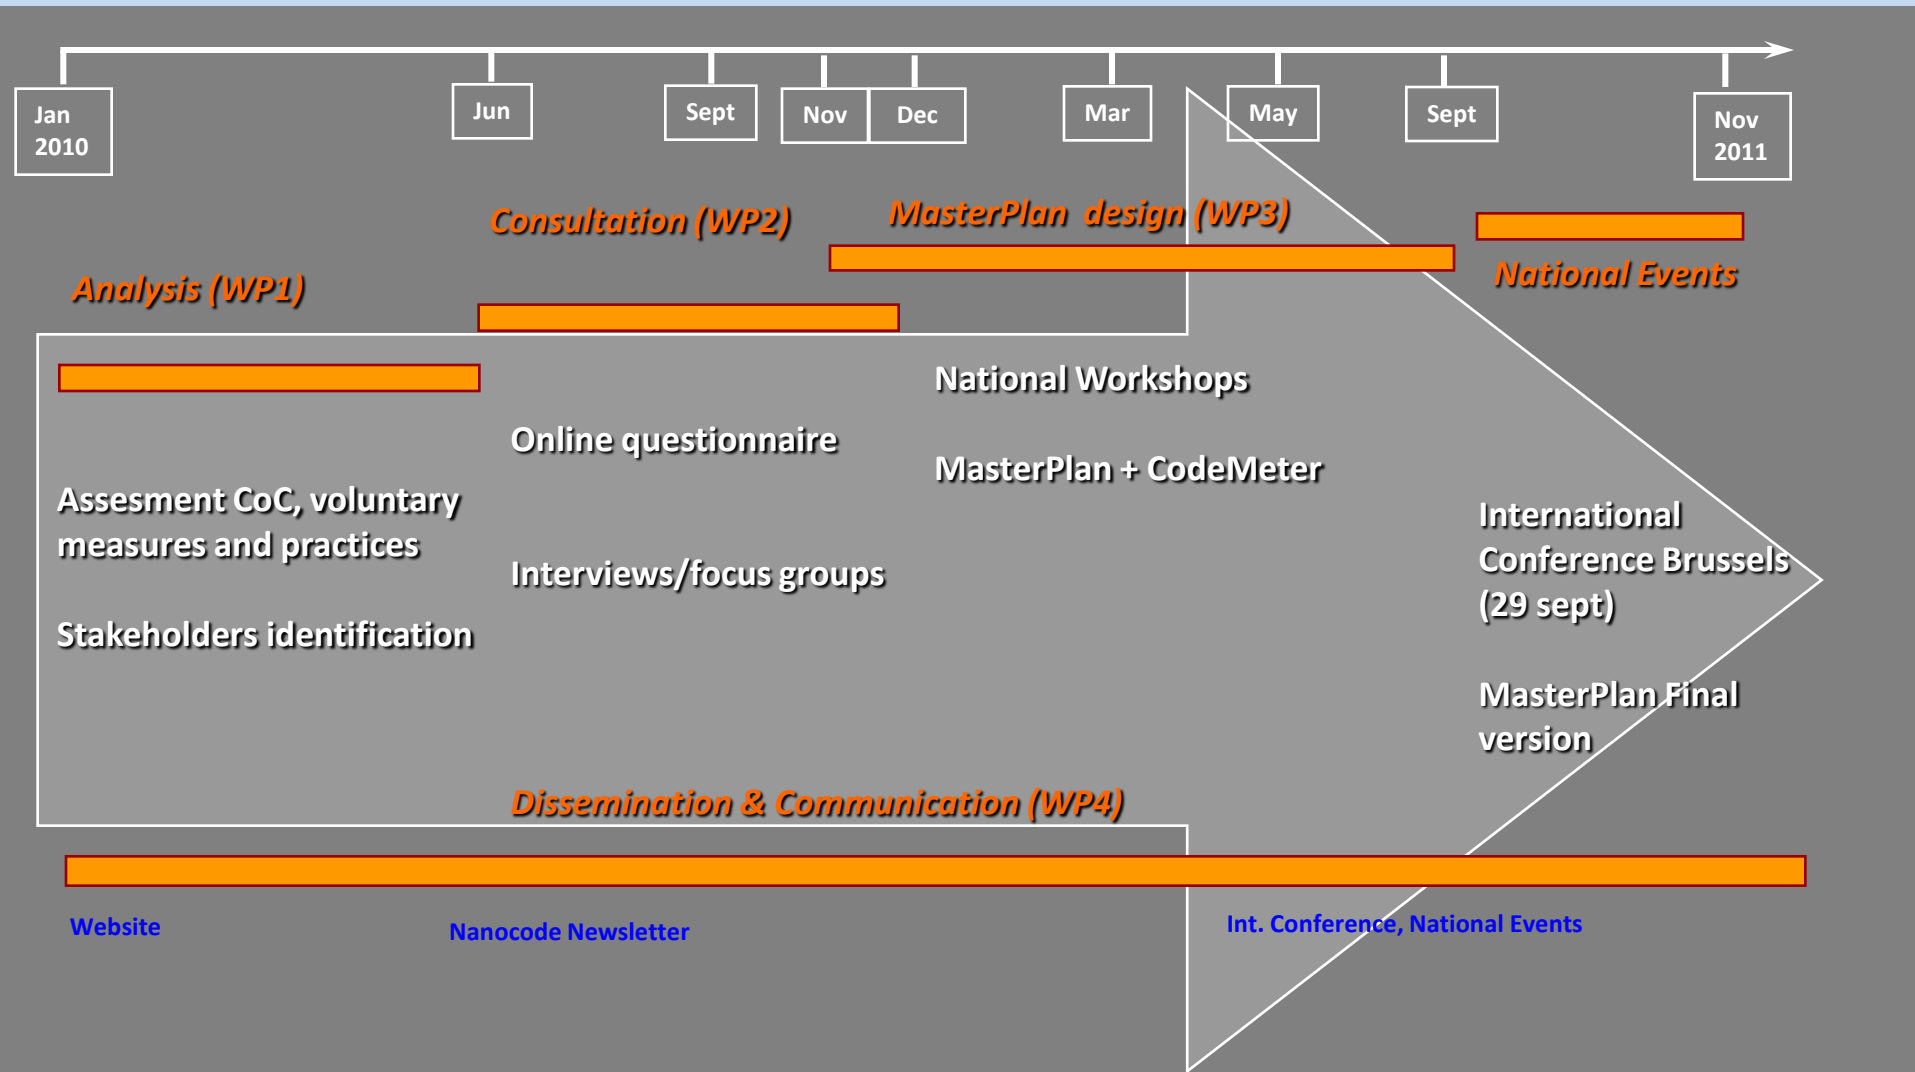 Jan
2010
Jun
Sept
Nov
Dec
Mar
May
Sept
Nov
2011
Consultation (WP2)
MasterPlan design (WP3)
National Events
Analysis (WP1)
National Workshops
Online questionnaire
MasterPlan + CodeMeter
Assesment CoC, voluntary
measures and practices
Interviews/focus groups
Stakeholders identification
International
Conference Brussels
(29 sept)
MasterPlan Final
version
Dissemination & Communication (WP4)
Website
Nanocode Newsletter
Int. Conference, National Events